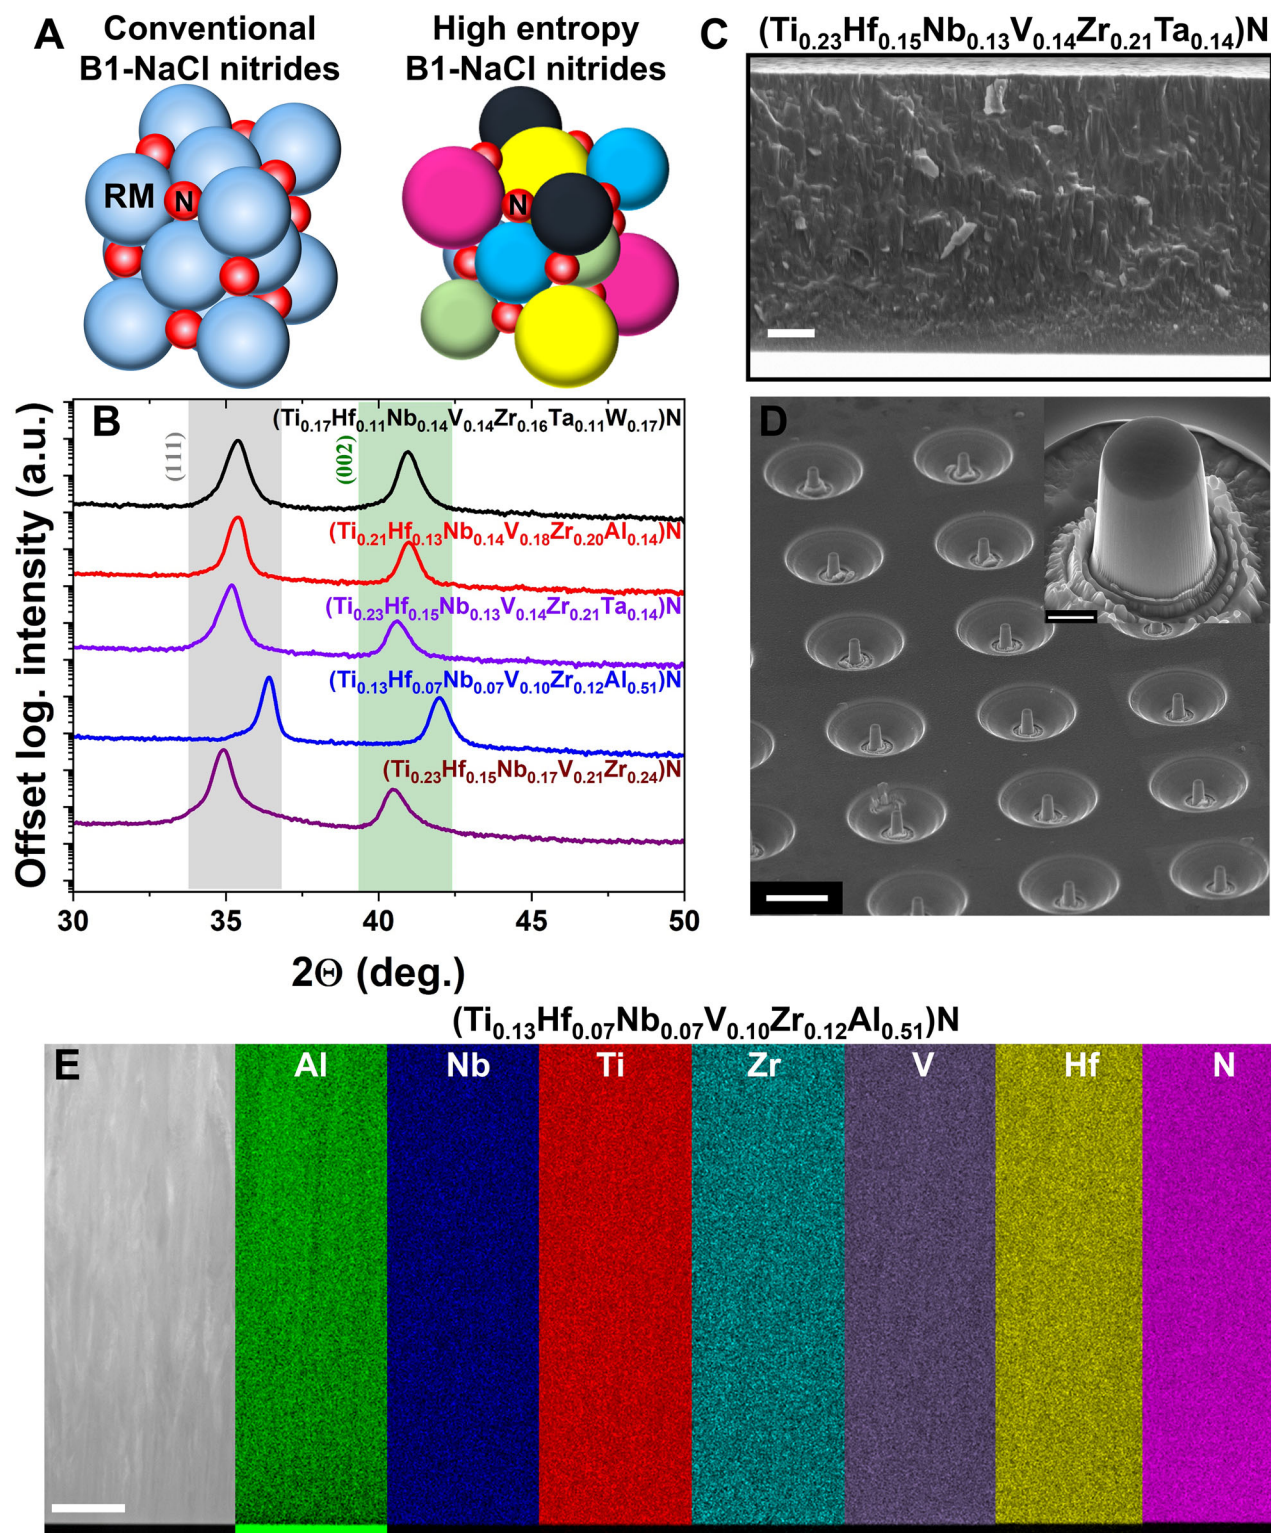 A
Conventional
B1-NaCl nitrides
High entropy
B1-NaCl nitrides
RM
N
N
C
(Ti0.23Hf0.15Nb0.13V0.14Zr0.21Ta0.14)N
B
(Ti0.17Hf0.11Nb0.14V0.14Zr0.16Ta0.11W0.17)N
(111)
(002)
(Ti0.21Hf0.13Nb0.14V0.18Zr0.20Al0.14)N
(Ti0.23Hf0.15Nb0.13V0.14Zr0.21Ta0.14)N
(Ti0.13Hf0.07Nb0.07V0.10Zr0.12Al0.51)N
(Ti0.23Hf0.15Nb0.17V0.21Zr0.24)N
Offset log. intensity (a.u.)
30 35 40 45 50
2Θ (deg.)
D
(Ti0.13Hf0.07Nb0.07V0.10Zr0.12Al0.51)N
E
Al Nb Ti Zr V Hf N